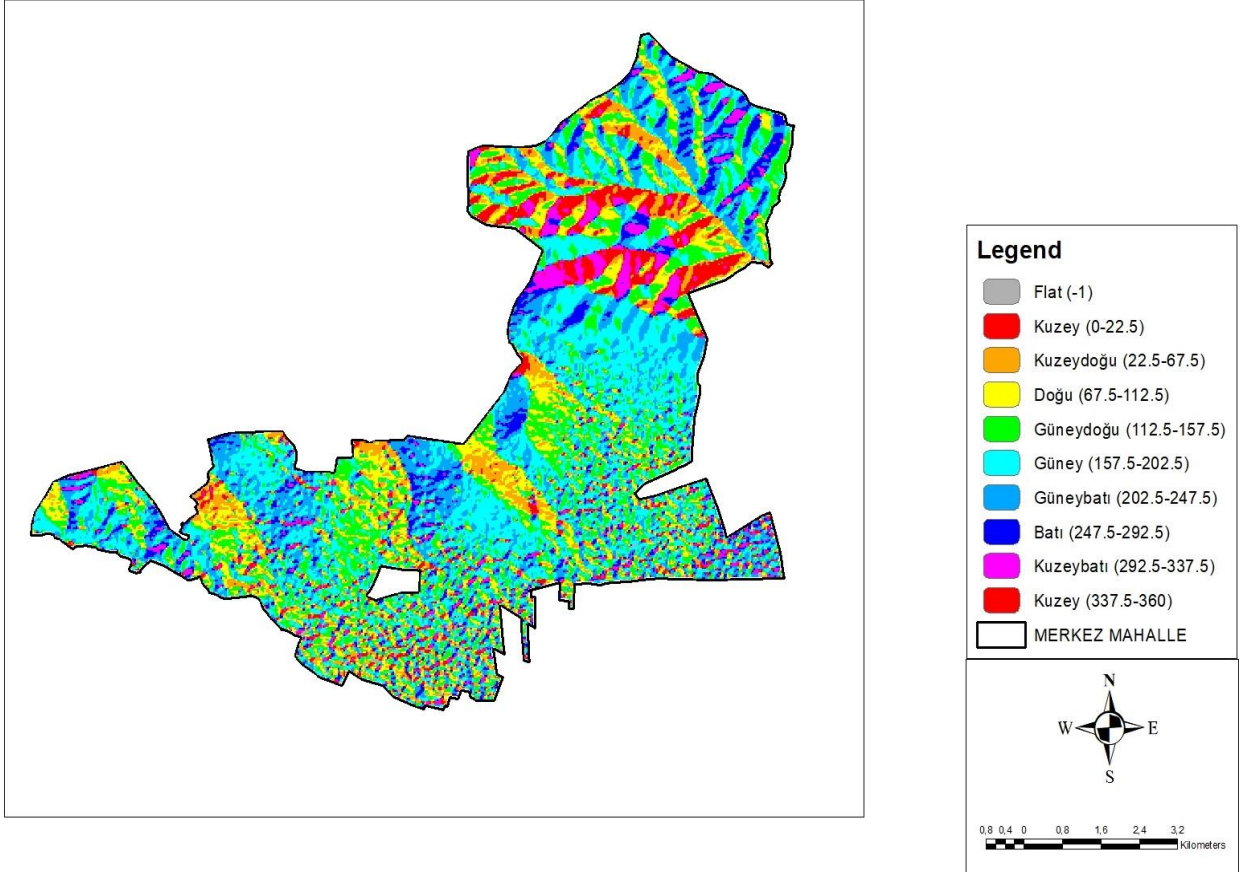 Legend
Flat (-1)
Kuzey (0-22.5)
Kuzeydoğu (22.5-67.5)
Doğu (67.5-112.5)
Güneydoğu (112.5-157.5)
Güney (157.5-202.5)
Güneybatı (202.5-247.5)
Batı (247.5-292.5)
Kuzeybatı (292.5-337.5)
Kuzey (337.5-360)
MERKEZ MAHALLE
N
W E
S
0,8 0,4 0 0,8 1,6 2,4 3,2
Kilometers